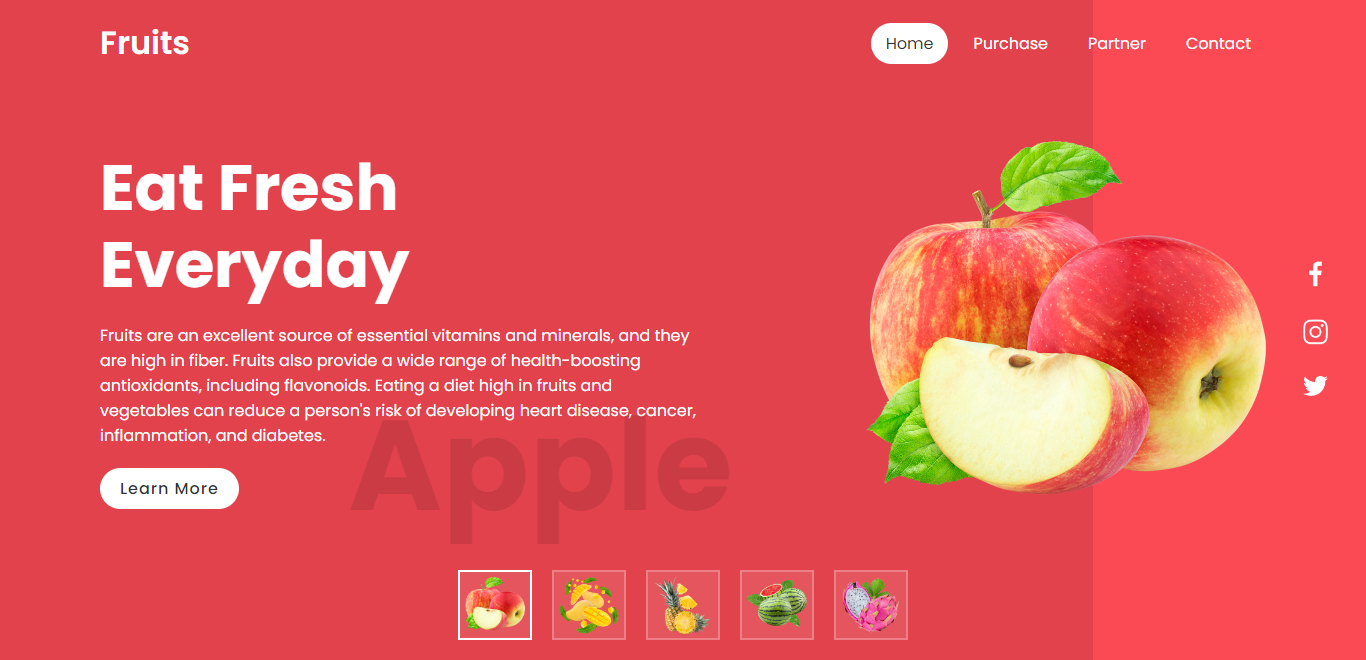 Fruits
Home Purchase Partner Contact
Eat Fresh
Everyday
Fruits are an excellent source of essential vitamins and minerals, and they
are high in fiber. Fruits also provide a wide range of health-boosting
antioxidants, including flavonoids. Eating a diet high in fruits and
vegetables can reduce a person's risk of developing heart disease, cancer,
inflammation, and diabetes.
Apple
Learn More